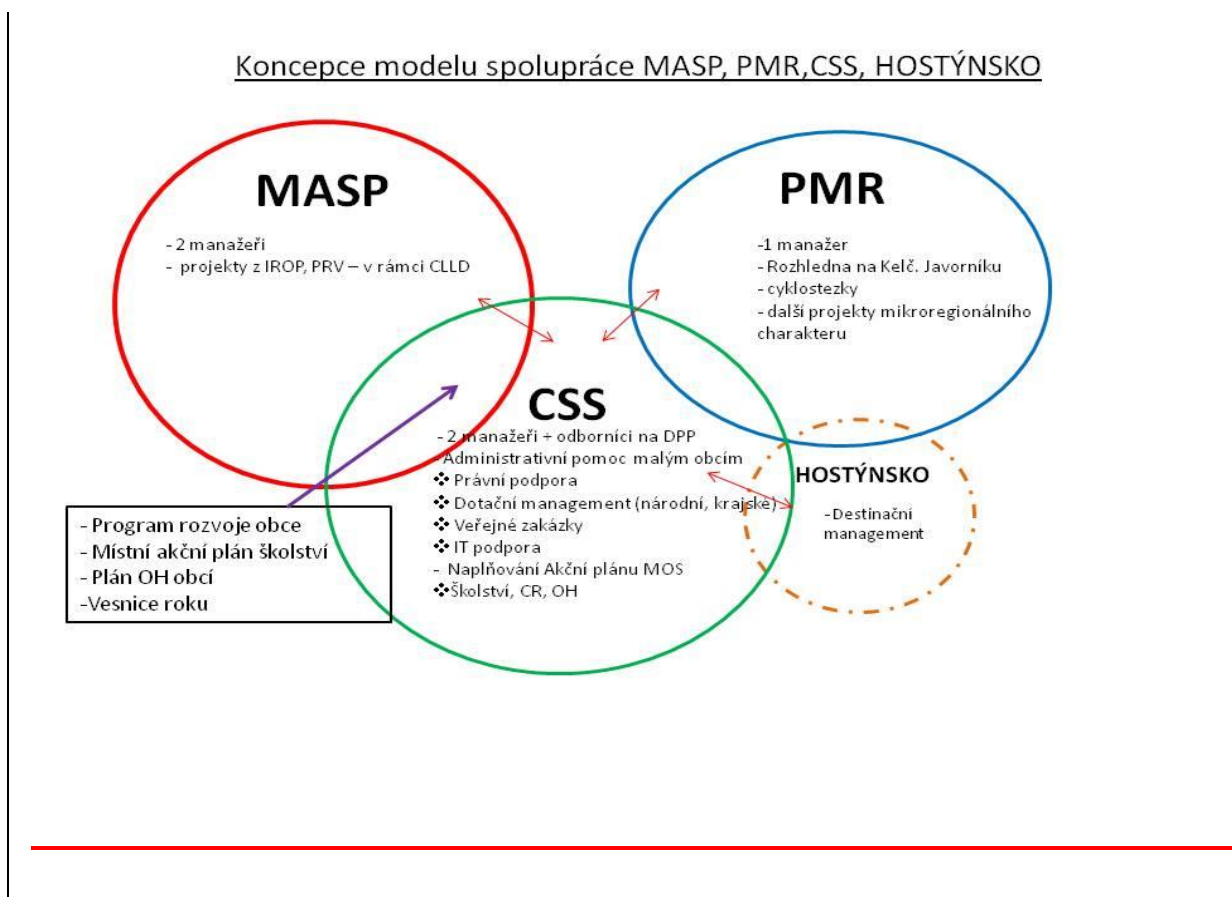 Koncepce modelu spolupráce MASP, PMR,CSS, HOSTÝNSKO
MASP
- 2 manažeři
- projekty z IROP, PRV – v rámci CLLD
PMR
-1 manažer
- Rozhledna na Kelč. Javorníku
- cyklostezky
- další projekty mikroregionálního
charakteru
CSS
- 2 manažeři + odborníci na DPP
- Administrativní pomoc malým obcím
❖ Právní podpora
❖ Dotační management (národní, krajské)
❖ Veřejné zakázky
❖ IT podpora
- Naplňování Akční plánu MOS
❖Školství, CR, OH
HOSTÝNSKO
- Destinační
management
- Program rozvoje obce
- Místní akční plán školství
- Plán OH obcí
-Vesnice roku